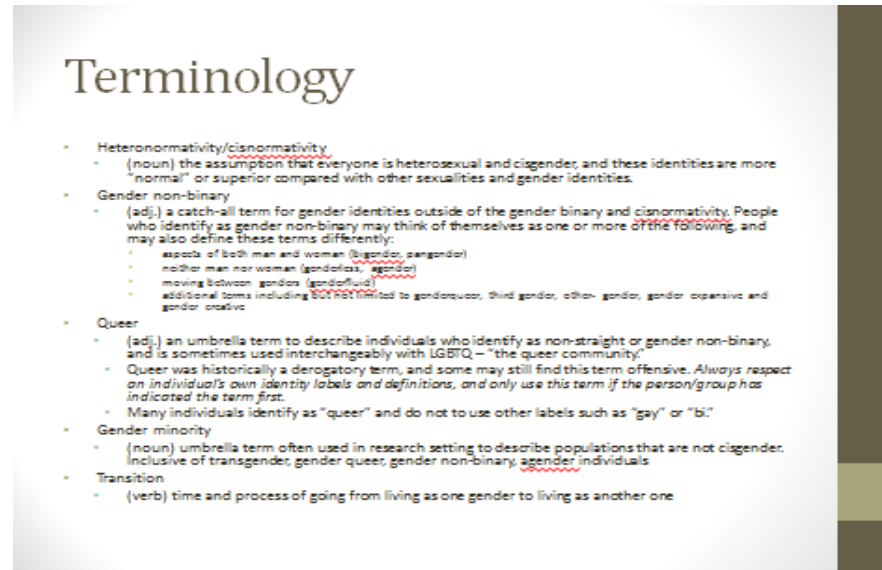 Terminology
Heteronormativity/cisnormativity
(noun) the assumption that everyone is heterosexual and cisgender, and these identities are more
"normal" or superior compared with other sexualities and gender identities.
Gender non-binary
(adj.) a catch-all term for gender identities outside of the gender binary and cisnormativity. People
who identify as gender non-binary may think of themselves as one or more of the following, and
may also define these terms differently:
aspects of both man and woman (bigender, pangender)
neither man nor woman (genderless, agender)
moving between genders (genderfluid)
additional terms including but not limited to genderqueer, third gender, other- gender, gender expansive and
gender creative
Queer
(adj.) an umbrella term to describe individuals who identify as non-straight or gender non-binary,
and is sometimes used interchangeably with LGBTQ – "the queer community."
Queer was historically a derogatory term, and some may still find this term offensive. Always respect
an individual's own identity labels and definitions, and only use this term if the person/group has
indicated the term first.
Many individuals identify as "queer" and do not to use other labels such as "gay" or "bi."
Gender minority
(noun) umbrella term often used in research setting to describe populations that are not cisgender.
Inclusive of transgender, gender queer, gender non-binary, agender individuals
Transition
(verb) time and process of going from living as one gender to living as another one